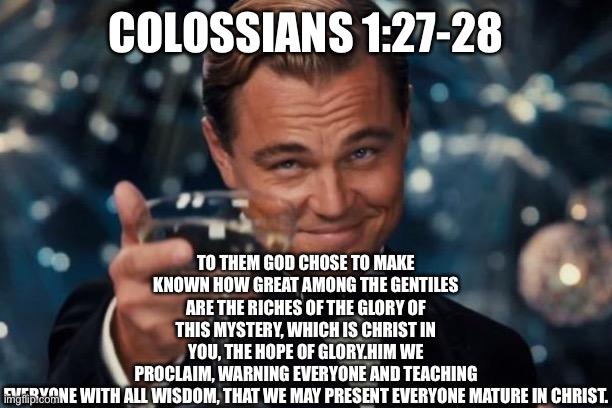 COLOSSIANS 1:27-28
TO THEM GOD CHOSE TO MAKE
KNOWN HOW GREAT AMONG THE GENTILES
ARE THE RICHES OF THE GLORY OF
THIS MYSTERY, WHICH IS CHRIST IN
YOU, THE HOPE OF GLORY.HIM WE
PROCLAIM, WARNING EVERYONE AND TEACHING
EVERYONE WITH ALL WISDOM, THAT WE MAY PRESENT EVERYONE MATURE IN CHRIST.
imgflip.com